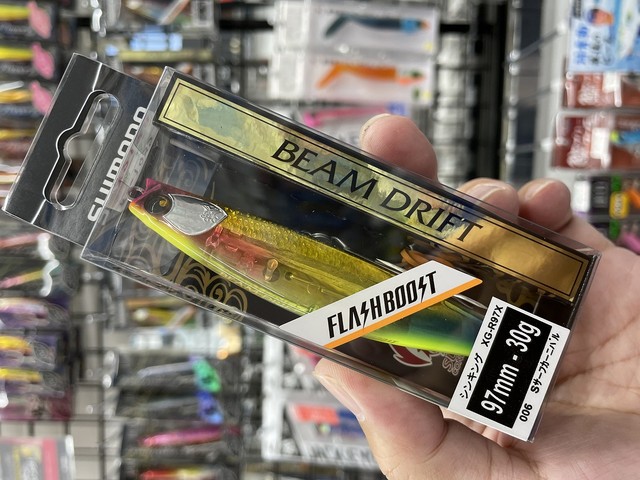 SHIMANO
BEAM DRIFT
FLASHBOOST
シンキング XG-R97X
97mm - 30g
006 Sサーフカーニバル